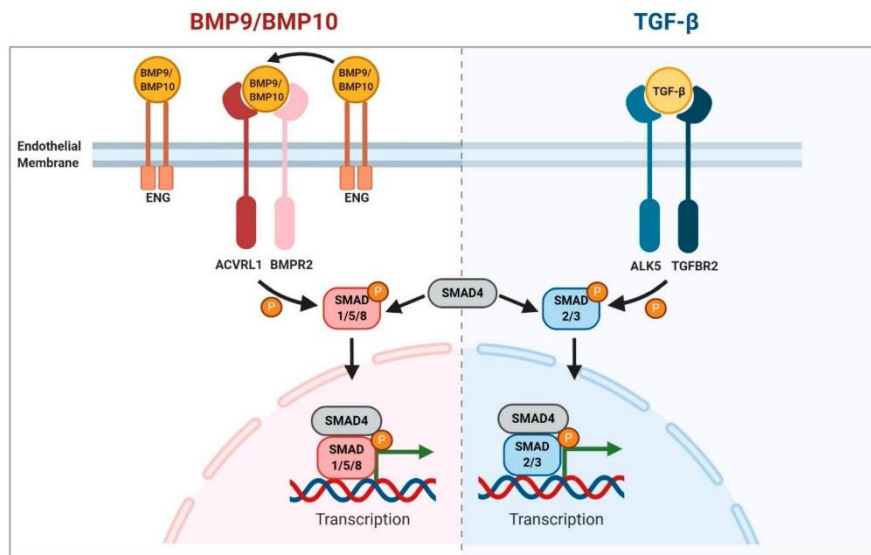 BMP9/BMP10
TGF-β
BMP9/
BMP10
BMP9/
BMP10
BMP9/
BMP10
TGF-β
Endothelial
Membrane
ENG
ENG
ACVRL1 BMPR2
ALK5 TGFBR2
P
SMAD
1/5/8
P
SMAD4
SMAD
2/3
P
P
SMAD4
SMAD
1/5/8
P
SMAD4
SMAD
2/3
P
Transcription
Transcription